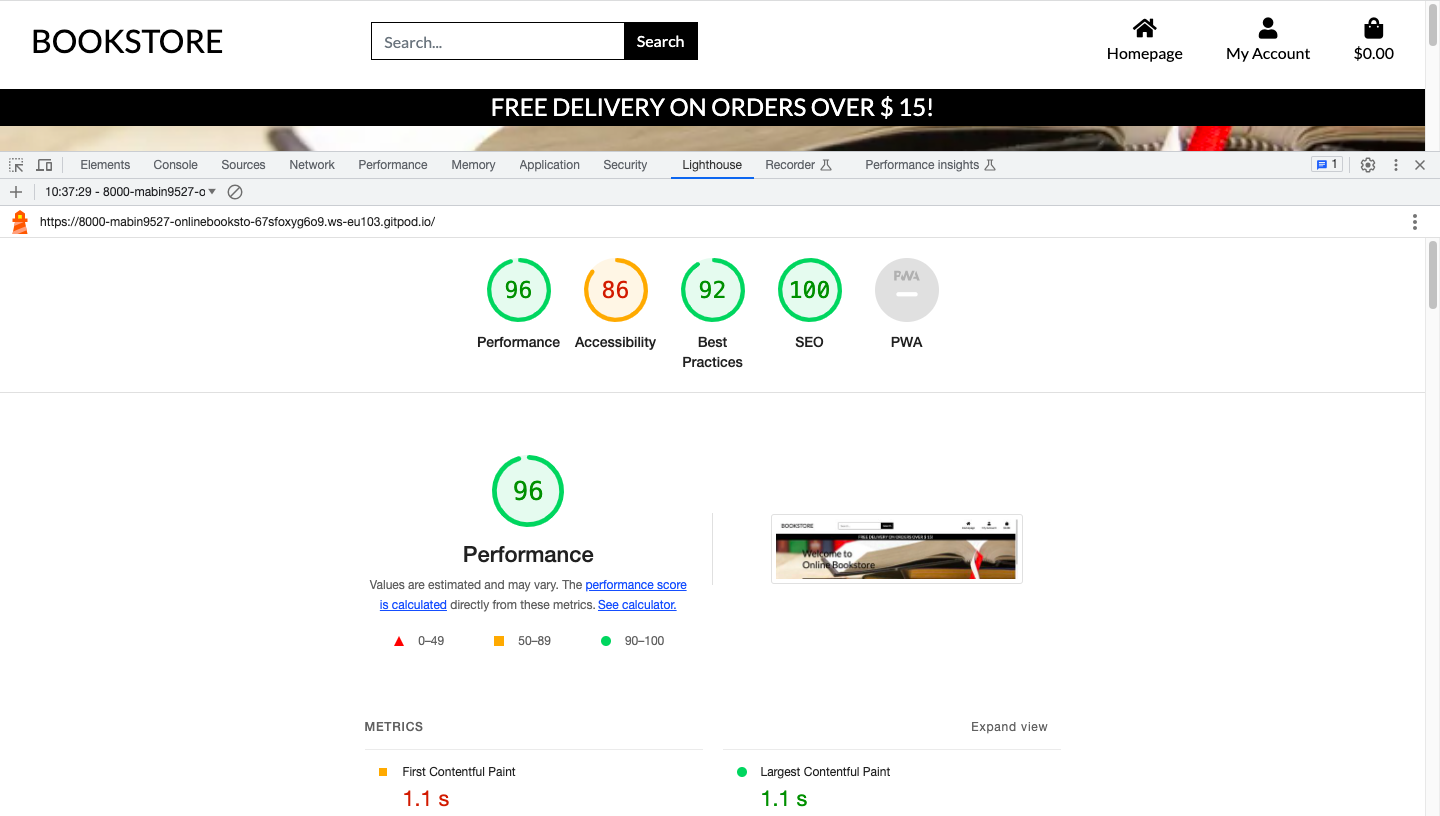 BOOKSTORE
Search...
Search
Homepage
My Account
$0.00
FREE DELIVERY ON ORDERS OVER $ 15!
Elements Console Sources Network Performance Memory Application Security Lighthouse Recorder Performance insights 1
10:37:29 - 8000-mabin9527-o
https://8000-mabin9527-onlinebooksto-67sfoxyg6o9.ws-eu103.gitpod.io/
96
Performance
86
Accessibility
92
Best
Practices
100
SEO
PWA
PWA
96
Performance
Values are estimated and may vary. The performance score
is calculated directly from these metrics. See calculator.
0–49
50–89
90–100
BOOKSTORE
FREE DELIVERY ON ORDERS OVER $ 15!
Welcome to
Online Bookstore
METRICS
Expand view
First Contentful Paint
1.1 s
Largest Contentful Paint
1.1 s